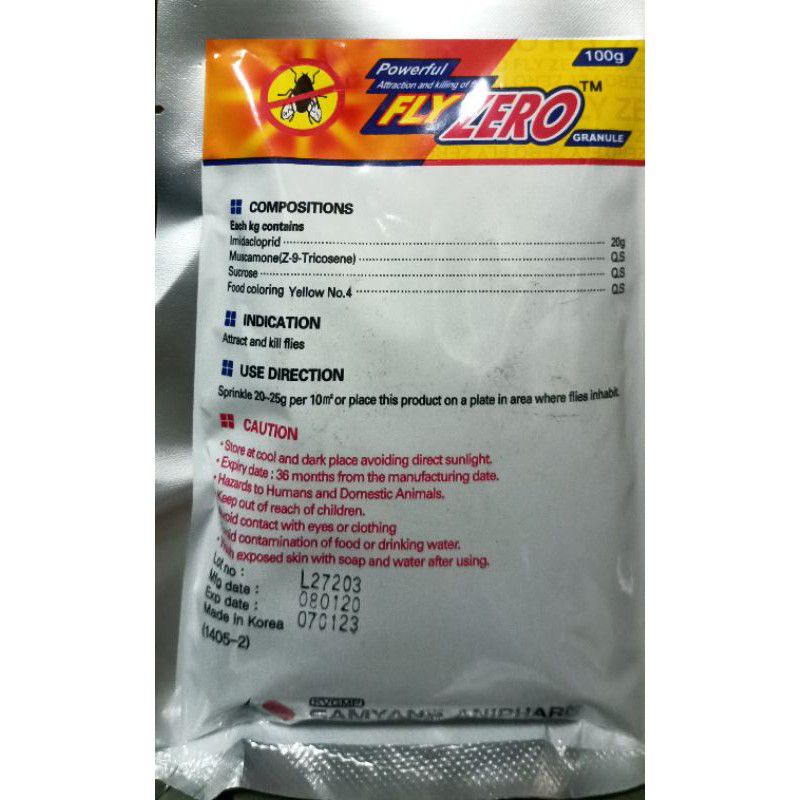 100g
Powerful
Attraction and killing of
FLY ZERO™
GRANULE
COMPOSITIONS
Each kg contains
Imidacloprid 20g
Muscamone(Z-9-Tricosene) Q.S
Sucrose Q.S
Food coloring Yellow No.4 Q.S
INDICATION
Attract and kill flies
USE DIRECTION
Sprinkle 20~25g per 10㎡ or place this product on a plate in area where flies inhabit.
CAUTION
• Store at cool and dark place avoiding direct sunlight.
• Expiry date : 36 months from the manufacturing date.
• Hazards to Humans and Domestic Animals.
Keep out of reach of children.
contact with eyes or clothing
contamination of food or drinking water.
exposed skin with soap and water after using.
Lot no : L27203
Mfg date : 080120
Exp date : 070123
Made in Korea
(1405-2)
KVGMP
SAMYANG ANIPHARM